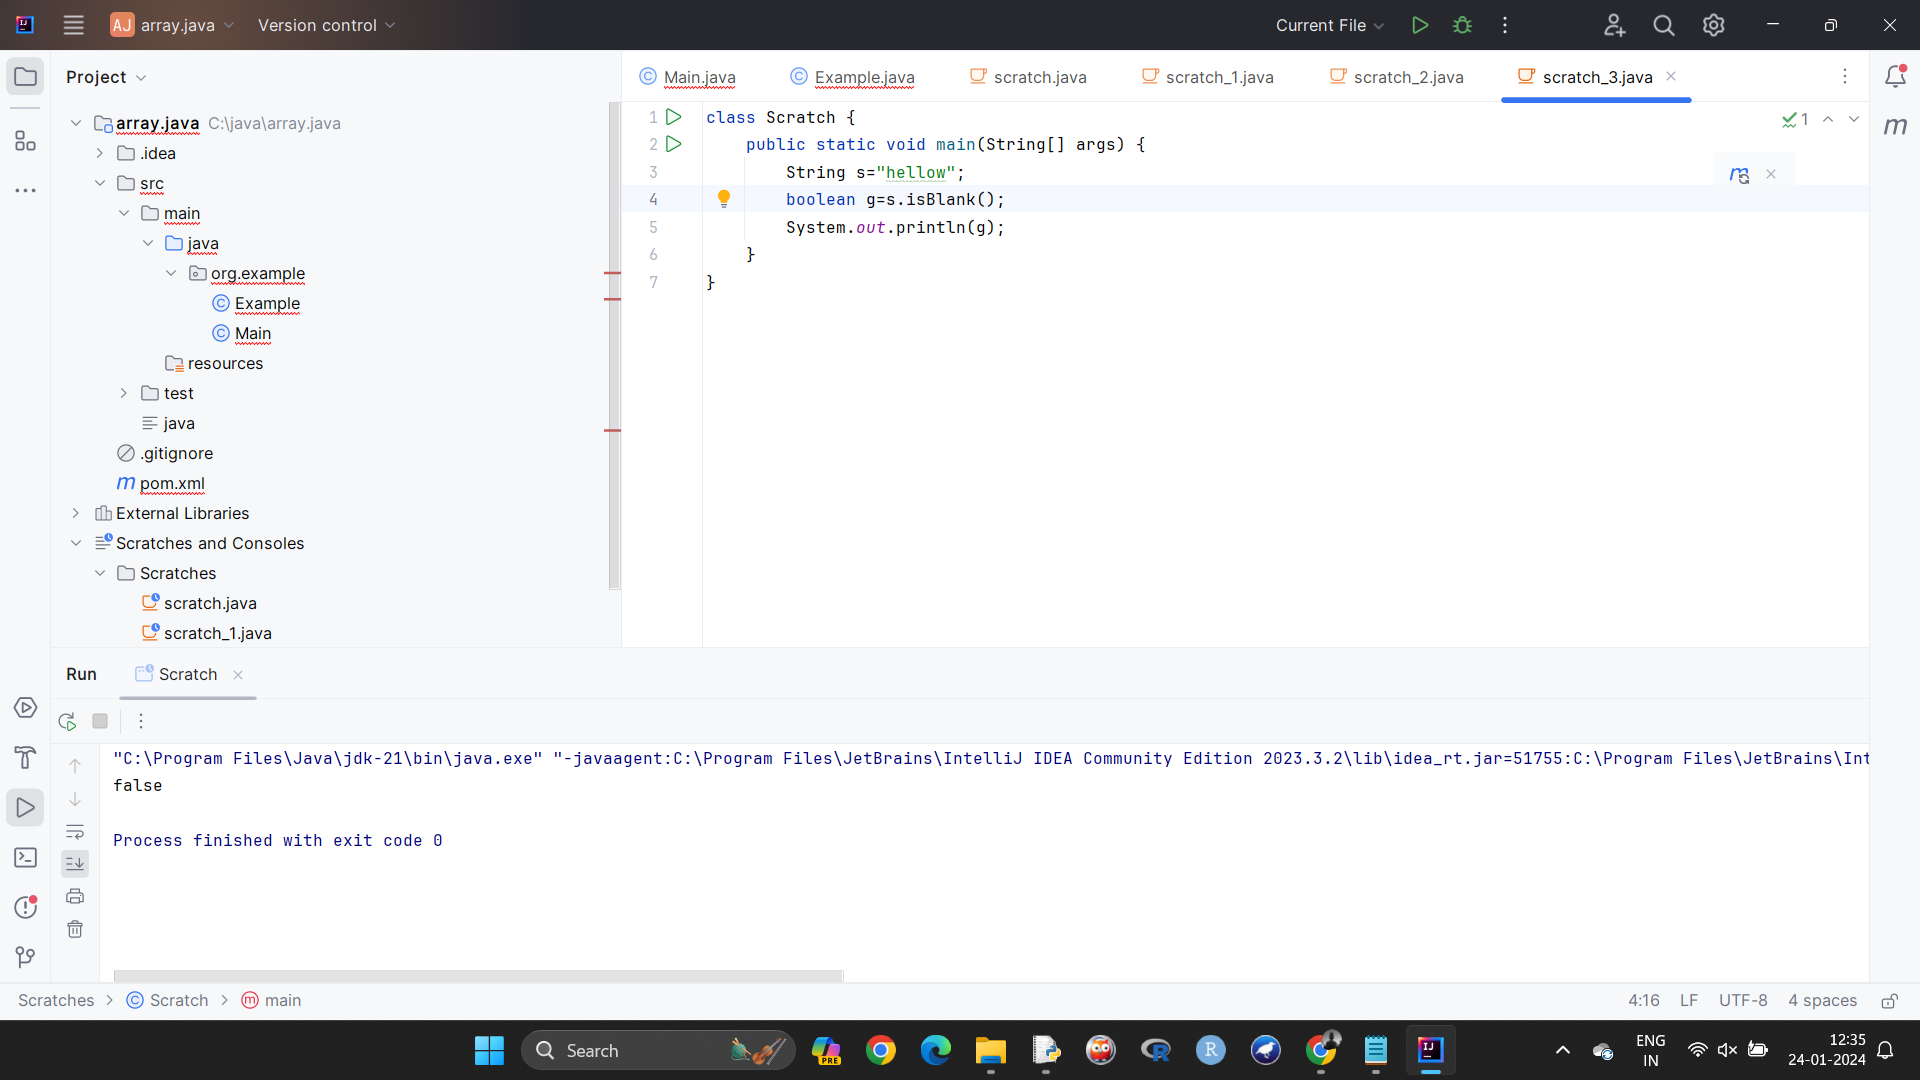 AJ array.java Version control Current File
Project
array.java C:\java\array.java
.idea
src
main
java
org.example
Example
Main
resources
test
java
.gitignore
m pom.xml
External Libraries
Scratches and Consoles
Scratches
scratch.java
scratch_1.java
Main.java Example.java scratch.java scratch_1.java scratch_2.java scratch_3.java
1 class Scratch { 1
2 public static void main(String[] args) {
3 String s="hellow";
4 boolean g=s.isBlank();
5 System.out.println(g);
6 }
7 }
Run Scratch
"C:\Program Files\Java\jdk-21\bin\java.exe" "-javaagent:C:\Program Files\JetBrains\IntelliJ IDEA Community Edition 2023.3.2\lib\idea_rt.jar=51755:C:\Program Files\JetBrains\Int
false
Process finished with exit code 0
Scratches > Scratch > m main 4:16 LF UTF-8 4 spaces
Search PRE R IJ ENG IN 12:35
24-01-2024